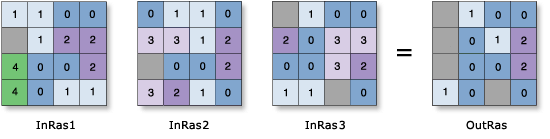 1 1 0 0 0 1 1 0 1 0 0 1 0 0
1 2 2 3 3 1 2 2 0 3 3 0 1 2
=
4 0 0 2 0 0 2 0 0 3 2 0 0 2
4 0 1 1 3 2 1 0 1 1 0 1 0 0
InRas1 InRas2 InRas3 OutRas